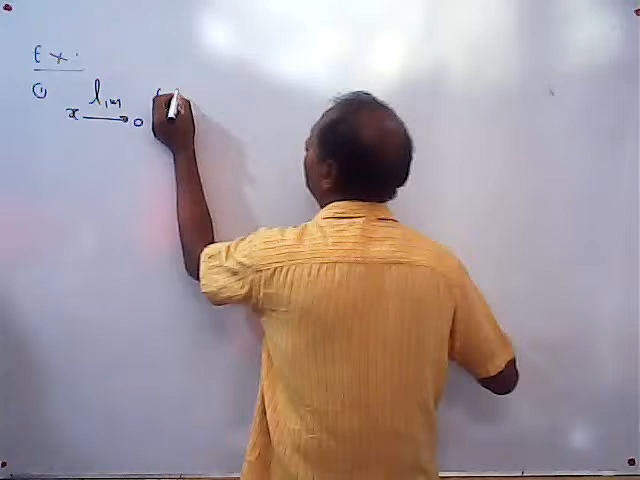 Ex.
① lim
x → 0 (